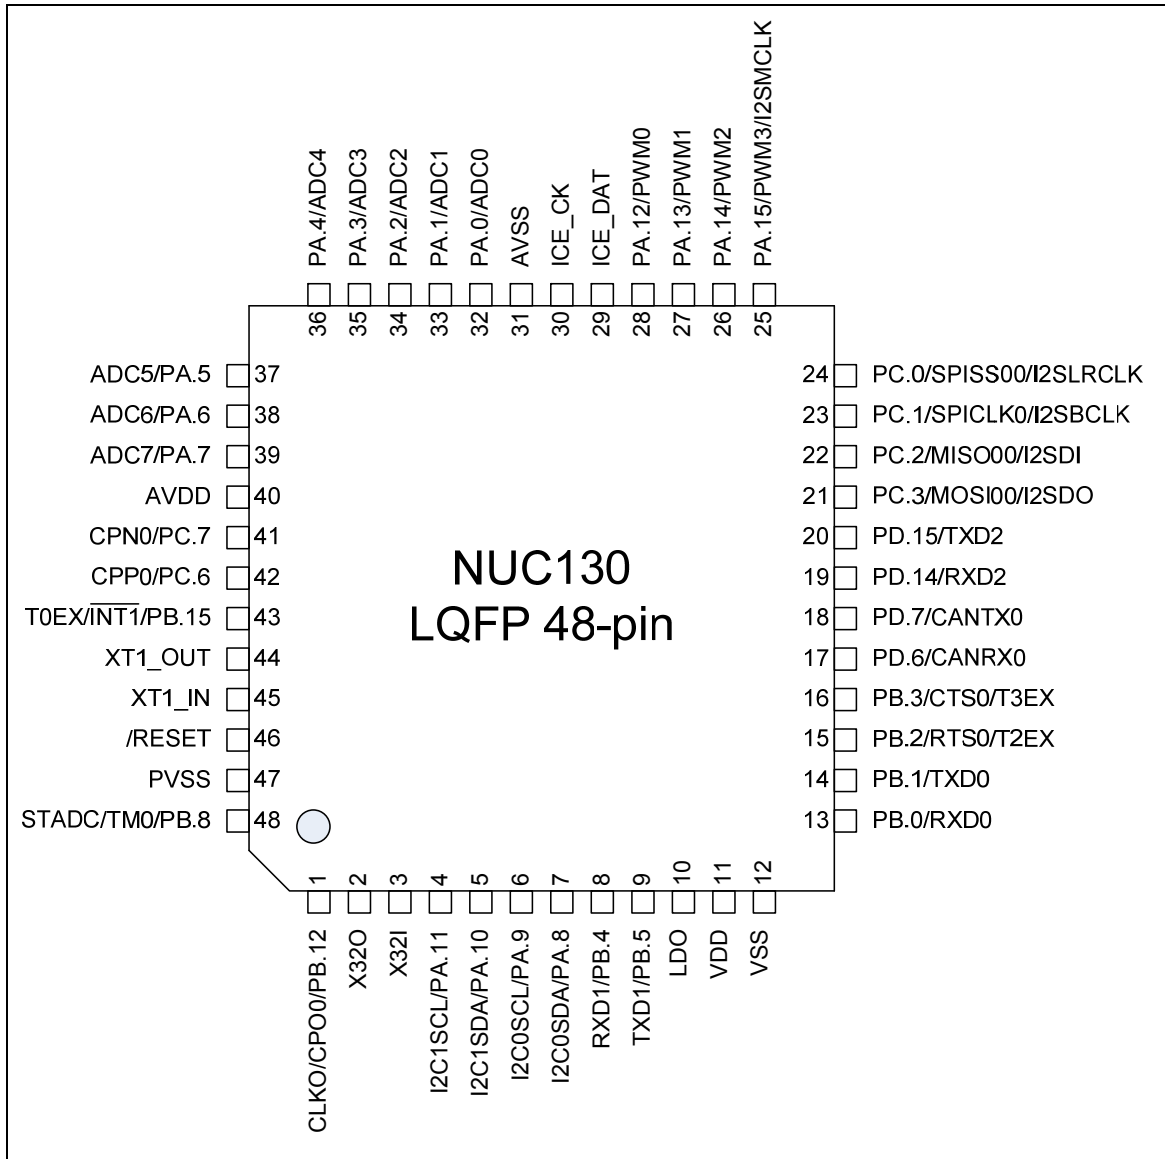 PA.4/ADC4
PA.3/ADC3
PA.2/ADC2
PA.1/ADC1
PA.0/ADC0
AVSS
ICE_CK
ICE_DAT
PA.12/PWM0
PA.13/PWM1
PA.14/PWM2
PA.15/PWM3/I2SMCLK
36
35
34
33
32
31
30
29
28
27
26
25
ADC5/PA.5 37
ADC6/PA.6 38
ADC7/PA.7 39
AVDD 40
CPN0/PC.7 41
CPP0/PC.6 42
T0EX/INT1/PB.15 43
XT1_OUT 44
XT1_IN 45
/RESET 46
PVSS 47
STADC/TM0/PB.8 48
NUC130
LQFP 48-pin
24 PC.0/SPISS00/I2SLRCLK
23 PC.1/SPICLK0/I2SBCLK
22 PC.2/MISO00/I2SDI
21 PC.3/MOSI00/I2SDO
20 PD.15/TXD2
19 PD.14/RXD2
18 PD.7/CANTX0
17 PD.6/CANRX0
16 PB.3/CTS0/T3EX
15 PB.2/RTS0/T2EX
14 PB.1/TXD0
13 PB.0/RXD0
1
2
3
4
5
6
7
8
9
10
11
12
CLKO/CPO0/PB.12
X32O
X32I
I2C1SCL/PA.11
I2C1SDA/PA.10
I2C0SCL/PA.9
I2C0SDA/PA.8
RXD1/PB.4
TXD1/PB.5
LDO
VDD
VSS